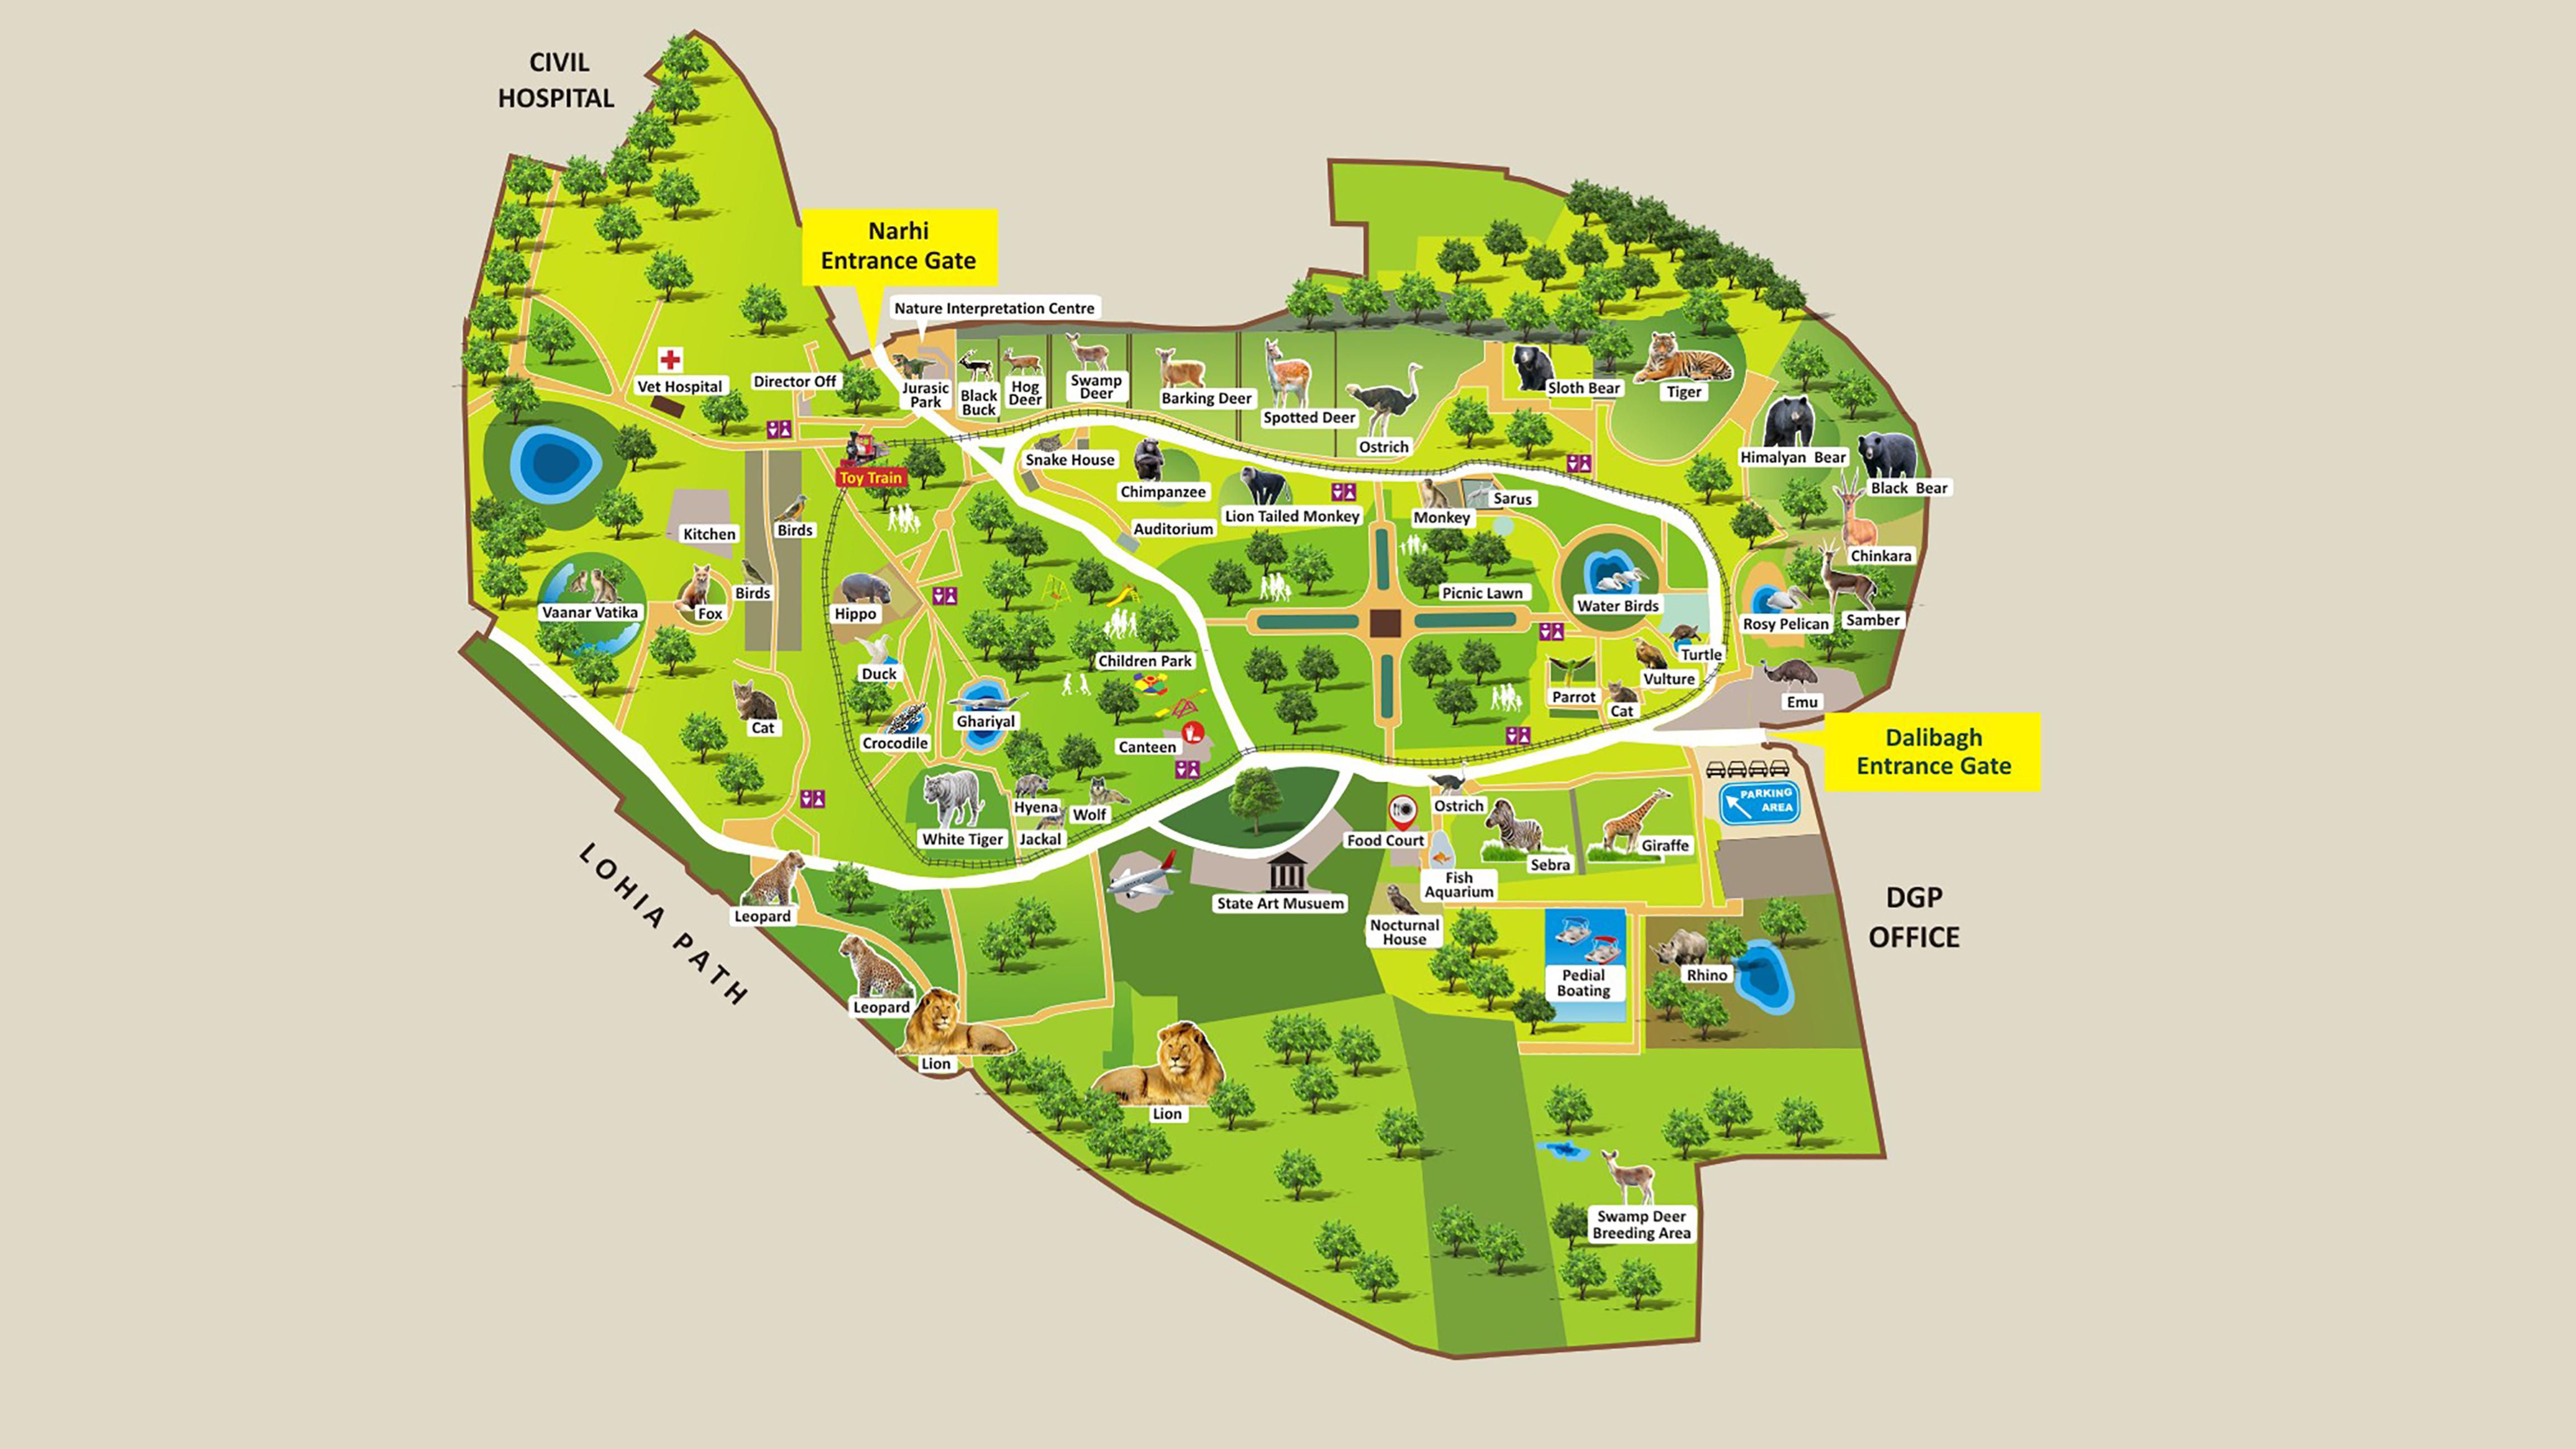 CIVIL
HOSPITAL
Narhi
Entrance Gate
Nature Interpretation Centre
Vet Hospital
Director Off
Jurasic
Park
Black
Buck
Hog
Deer
Swamp
Deer
Barking Deer
Spotted Deer
Ostrich
Sloth Bear
Tiger
Himalyan Bear
Black Bear
Toy Train
Snake House
Chimpanzee
Lion Tailed Monkey
Monkey
Sarus
Kitchen
Birds
Auditorium
Chinkara
Vaanar Vatika
Fox
Birds
Hippo
Picnic Lawn
Water Birds
Rosy Pelican
Samber
Duck
Children Park
Turtle
Vulture
Parrot
Cat
Emu
Cat
Crocodile
Ghariyal
Canteen
Dalibagh
Entrance Gate
White Tiger
Hyena
Wolf
Jackal
Ostrich
Food Court
Sebra
Giraffe
PARKING
AREA
LOHIA PATH
Leopard
State Art Musuem
Fish
Aquarium
Nocturnal
House
DGP
OFFICE
Leopard
Pedial
Boating
Rhino
Lion
Lion
Swamp Deer
Breeding Area